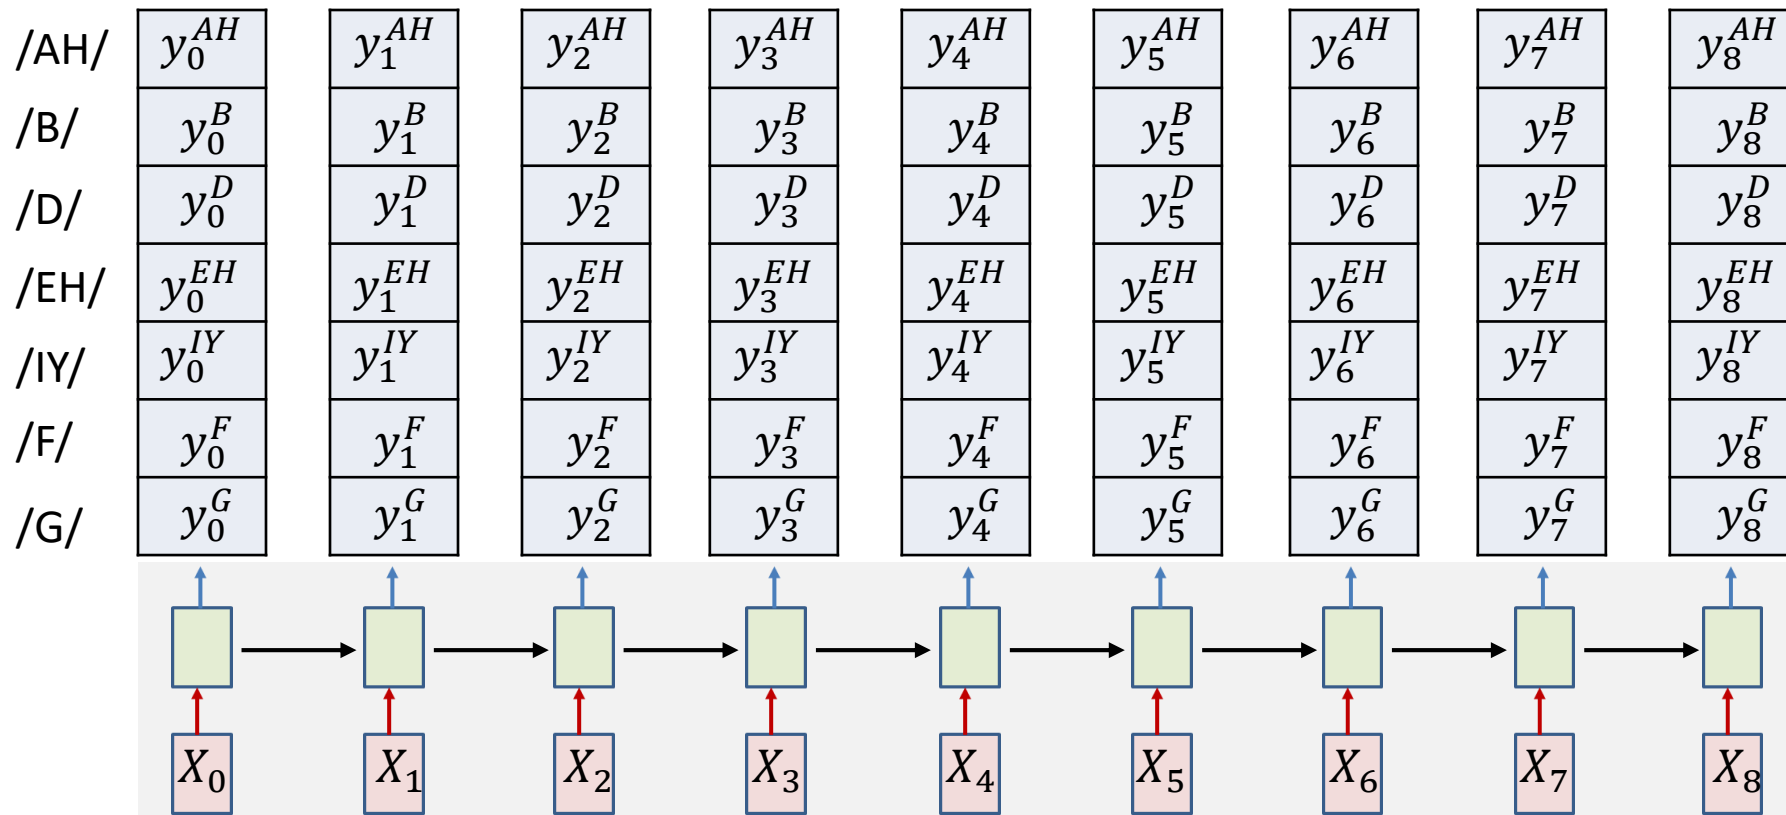 /AH/ $y_0^{AH}$ $y_1^{AH}$ $y_2^{AH}$ $y_3^{AH}$ $y_4^{AH}$ $y_5^{AH}$ $y_6^{AH}$ $y_7^{AH}$ $y_8^{AH}$
/B/ $y_0^{B}$ $y_1^{B}$ $y_2^{B}$ $y_3^{B}$ $y_4^{B}$ $y_5^{B}$ $y_6^{B}$ $y_7^{B}$ $y_8^{B}$
/D/ $y_0^{D}$ $y_1^{D}$ $y_2^{D}$ $y_3^{D}$ $y_4^{D}$ $y_5^{D}$ $y_6^{D}$ $y_7^{D}$ $y_8^{D}$
/EH/ $y_0^{EH}$ $y_1^{EH}$ $y_2^{EH}$ $y_3^{EH}$ $y_4^{EH}$ $y_5^{EH}$ $y_6^{EH}$ $y_7^{EH}$ $y_8^{EH}$
/IY/ $y_0^{IY}$ $y_1^{IY}$ $y_2^{IY}$ $y_3^{IY}$ $y_4^{IY}$ $y_5^{IY}$ $y_6^{IY}$ $y_7^{IY}$ $y_8^{IY}$
/F/ $y_0^{F}$ $y_1^{F}$ $y_2^{F}$ $y_3^{F}$ $y_4^{F}$ $y_5^{F}$ $y_6^{F}$ $y_7^{F}$ $y_8^{F}$
/G/ $y_0^{G}$ $y_1^{G}$ $y_2^{G}$ $y_3^{G}$ $y_4^{G}$ $y_5^{G}$ $y_6^{G}$ $y_7^{G}$ $y_8^{G}$
$X_0$ $X_1$ $X_2$ $X_3$ $X_4$ $X_5$ $X_6$ $X_7$ $X_8$